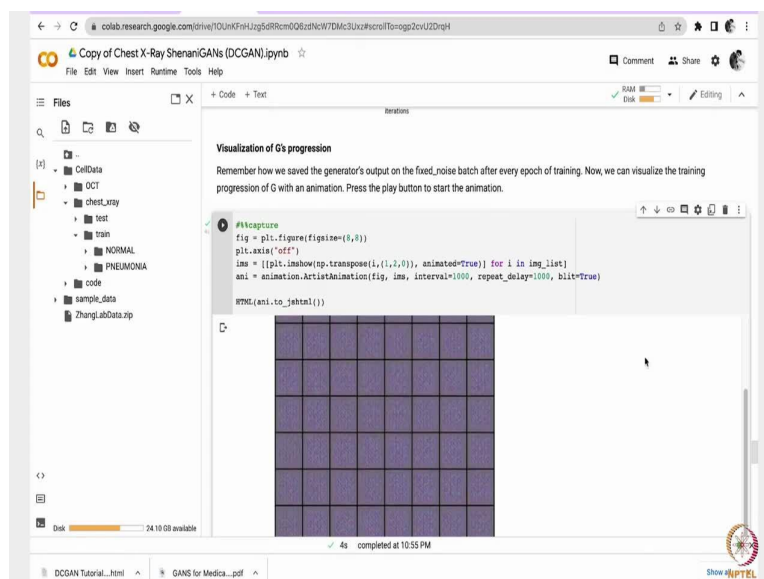 colab.research.google.com/drive/1OUnKFnHJzg5dRRcm0Q6zdNcW7DMc3Uxz#scrollTo=ogp2cvU2DrqH
Copy of Chest X-Ray ShenaniGANs (DCGAN).ipynb
File Edit View Insert Runtime Tools Help
Comment Share
Files
+ Code + Text
RAM
Disk
Editing
iterations
..
CellData
OCT
chest_xray
test
train
NORMAL
PNEUMONIA
code
sample_data
ZhangLabData.zip
{x}
Visualization of G's progression
Remember how we saved the generator's output on the fixed_noise batch after every epoch of training. Now, we can visualize the training
progression of G with an animation. Press the play button to start the animation.
#%%capture
fig = plt.figure(figsize=(8,8))
plt.axis("off")
ims = [[plt.imshow(np.transpose(i,(1,2,0)), animated=True)] for i in img_list]
ani = animation.ArtistAnimation(fig, ims, interval=1000, repeat_delay=1000, blit=True)
HTML(ani.to_jshtml())
<>
Disk 24.10 GB available
4s completed at 10:55 PM
DCGAN Tutorial....html
GANS for Medica....pdf
Show
NPTEL